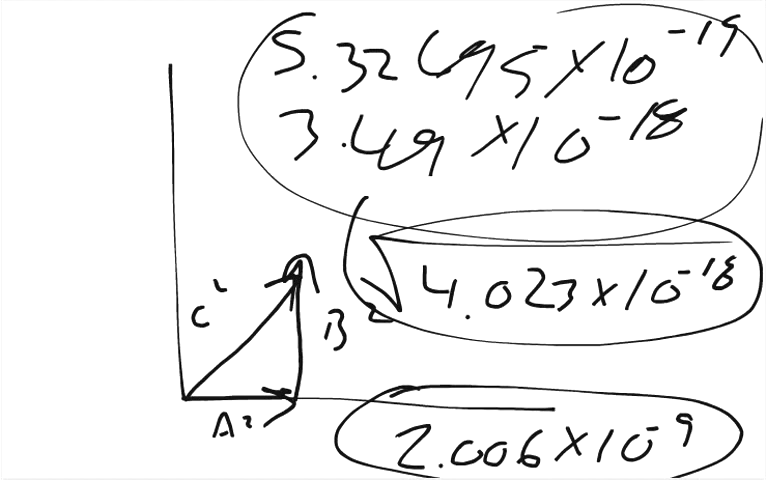 5.32695×10⁻¹⁹
3.49×10⁻¹⁸
√4.023×10⁻¹⁸
C²
B²
A²
2.006×10⁻⁹